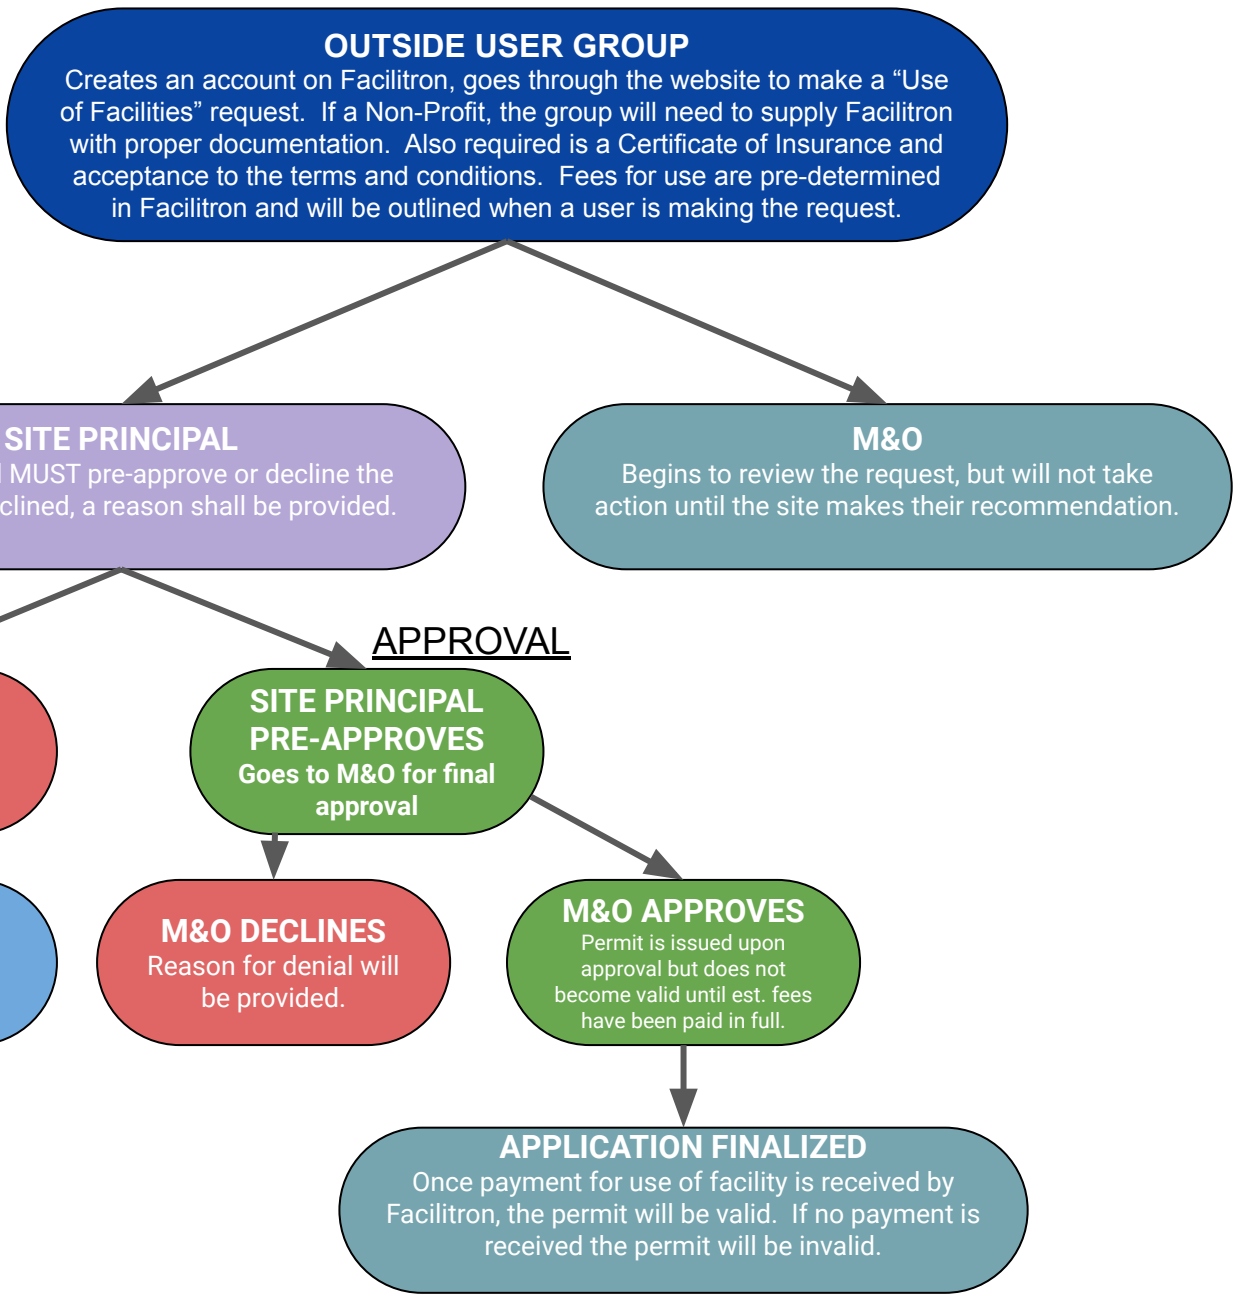 OUTSIDE USER GROUP
Creates an account on Facilitron, goes through the website to make a “Use
of Facilities” request.  If a Non-Profit, the group will need to supply Facilitron
with proper documentation.  Also required is a Certificate of Insurance and
acceptance to the terms and conditions.  Fees for use are pre-determined
in Facilitron and will be outlined when a user is making the request.
SITE PRINCIPAL
MUST pre-approve or decline the
clined, a reason shall be provided.
M&O
Begins to review the request, but will not take
action until the site makes their recommendation.
APPROVAL
SITE PRINCIPAL
PRE-APPROVES
Goes to M&O for final
approval
M&O DECLINES
Reason for denial will
be provided.
M&O APPROVES
Permit is issued upon
approval but does not
become valid until est. fees
have been paid in full.
APPLICATION FINALIZED
Once payment for use of facility is received by
Facilitron, the permit will be valid.  If no payment is
received the permit will be invalid.